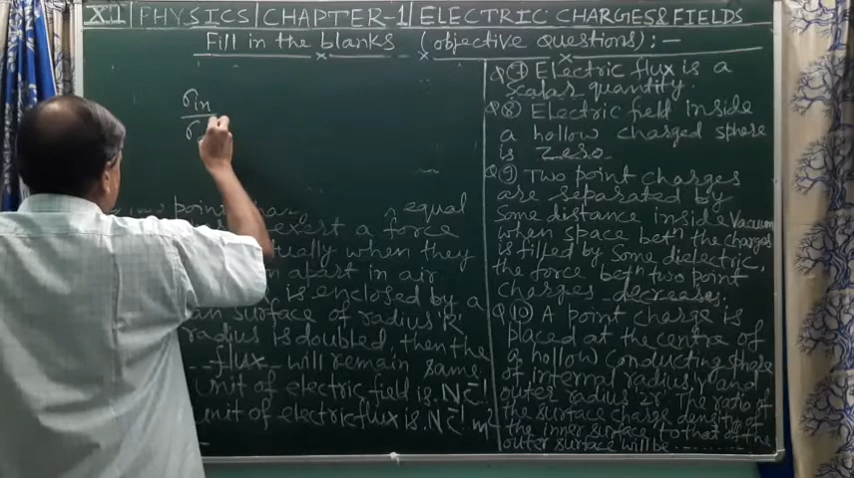 XII | PHYSICS | CHAPTER-1 | ELECTRIC CHARGES & FIELDS
Fill in the blanks (objective questions):-
σin
σ
point equal
exert a force
ually when they
apart in air
is enclosed by a
an surface of radius 'R'
radius is doubled, then the
flux will remain same.
unit of electric field is. NC⁻¹
unit of electric flux is. NC⁻¹ m²
Q⑦ Electric flux is a
Scalar quantity.
Q⑧ Electric field inside
a hollow charged sphere
is Zero
Q⑨ Two point charges
are separated by
Some distance inside Vacuum
when space betn the charges
is filled by Some dielectric,
the force betn two point
charges decreases.
Q⑩ A point charge is
placed at the centre of
a hollow conducting sphere
of internal radius 'r' and
outer radius '2r'. The ratio of
the surface charge density of
the inner surface to that of the
outer surface will be ..........